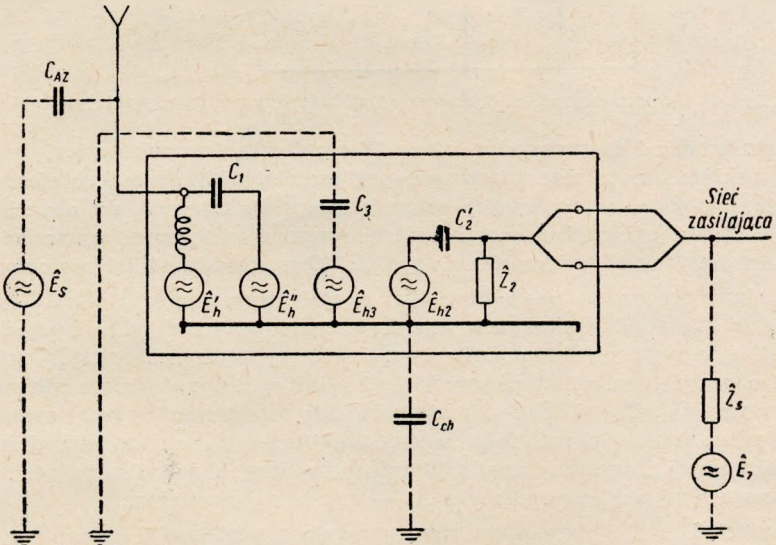 C_AZ
C_1
C_3
C'_2
Sieć
zasilająca
Ê_s
Ê'_h
Ê''_h
Ê_h3
Ê_h2
Ẑ_2
C_ch
Ẑ_s
Ê_7